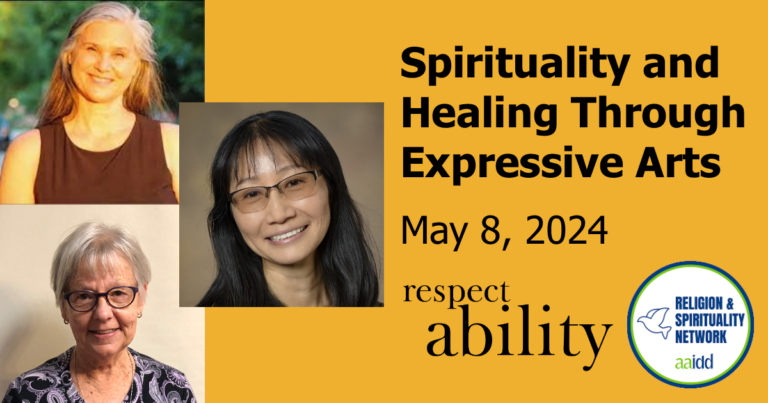 Spirituality and
Healing Through
Expressive Arts
May 8, 2024
respect
ability
RELIGION &
SPIRITUALITY
NETWORK
aaidd